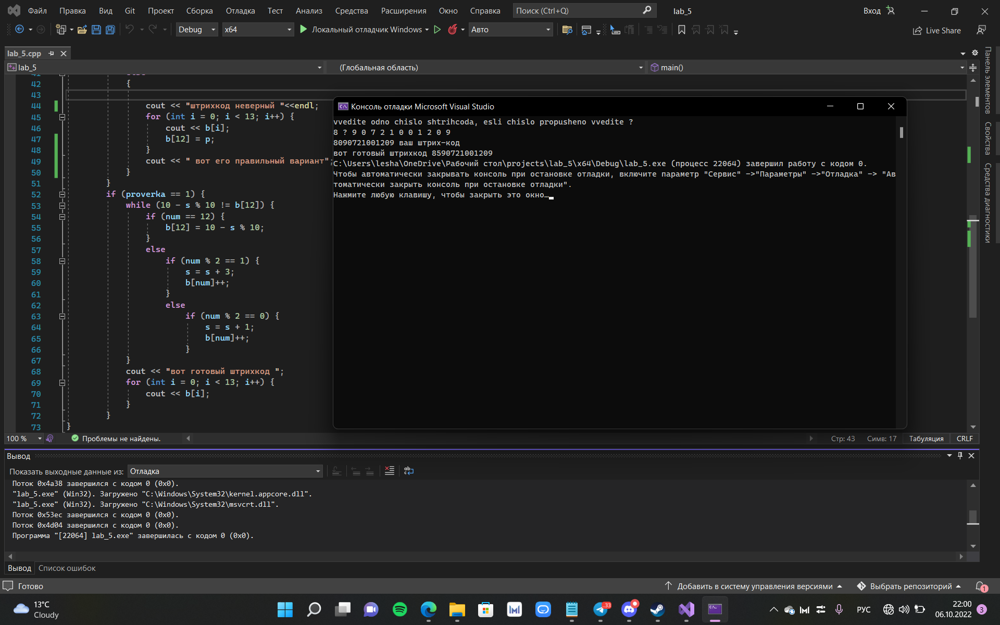 Файл Правка Вид Git Проект Сборка Отладка Тест Анализ Средства Расширения Окно Справка Поиск (Ctrl+Q) lab_5 Вход
Debug x64 Локальный отладчик Windows Авто Live Share
lab_5.cpp
lab_5 (Глобальная область) main()
42 {
43
44 cout << "штрихкод неверный "<<endl;
45 for (int i = 0; i < 13; i++) {
46 cout << b[i];
47 b[12] = p;
48 }
49 cout << " вот его правильный вариант";
50 }
51 }
52 if (proverka == 1) {
53 while (10 - s % 10 != b[12]) {
54 if (num == 12) {
55 b[12] = 10 - s % 10;
56 }
57 else
58 if (num % 2 == 1) {
59 s = s + 3;
60 b[num]++;
61 }
62 else
63 if (num % 2 == 0) {
64 s = s + 1;
65 b[num]++;
66 }
67 }
68 cout << "вот готовый штрихкод ";
69 for (int i = 0; i < 13; i++) {
70 cout << b[i];
71 }
72 }
73 }
Консоль отладки Microsoft Visual Studio
vvedite odno chislo shtrihcoda, esli chislo propusheno vvedite ?
8 ? 9 0 7 2 1 0 0 1 2 0 9
8090721001209 ваш штрих-код
вот готовый штрихкод 8590721001209
C:\Users\lesha\OneDrive\Рабочий стол\projects\lab_5\x64\Debug\lab_5.exe (процесс 22064) завершил работу с кодом 0.
Чтобы автоматически закрывать консоль при остановке отладки, включите параметр "Сервис" ->"Параметры" ->"Отладка" -> "Ав
томатически закрыть консоль при остановке отладки".
Нажмите любую клавишу, чтобы закрыть это окно…
Панель элементов
Свойства
Средства диагностики
100 % Проблемы не найдены. Стр: 43 Симв: 17 Табуляция CRLF
Вывод
Показать выходные данные из: Отладка
Поток 0x4a38 завершился с кодом 0 (0x0).
"lab_5.exe" (Win32). Загружено "C:\Windows\System32\kernel.appcore.dll".
"lab_5.exe" (Win32). Загружено "C:\Windows\System32\msvcrt.dll".
Поток 0x53ec завершился с кодом 0 (0x0).
Поток 0x4d04 завершился с кодом 0 (0x0).
Программа "[22064] lab_5.exe" завершилась с кодом 0 (0x0).
Вывод Список ошибок
Готово Добавить в систему управления версиями Выбрать репозиторий 1
13°C
Cloudy
33
РУС
22:00
06.10.2022
3